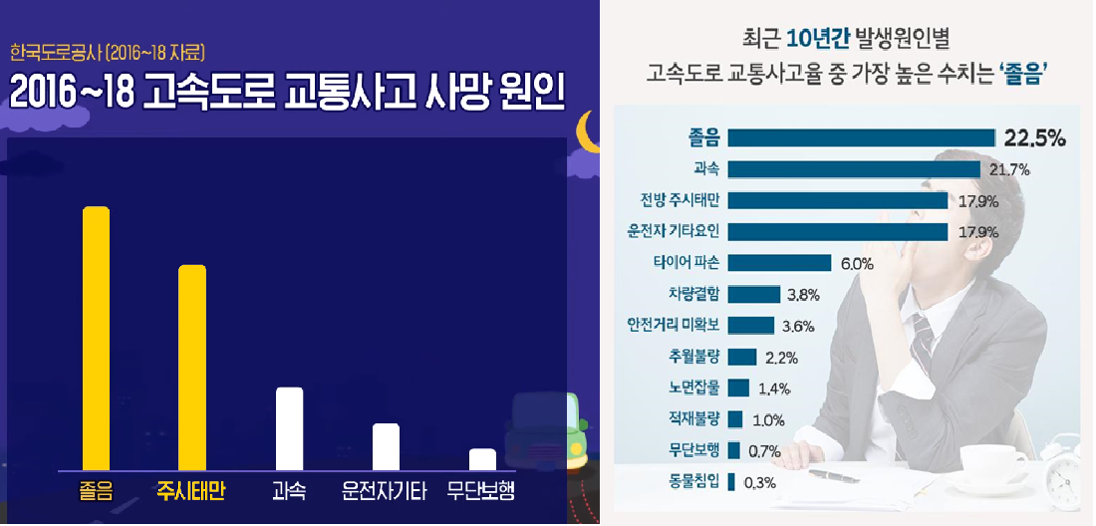 한국도로공사 (2016~18 자료)
2016~18 고속도로 교통사고 사망 원인
졸음 주시태만 과속 운전자기타 무단보행
최근 10년간 발생원인별
고속도로 교통사고율 중 가장 높은 수치는 ‘졸음’
졸음 22.5%
과속 21.7%
전방 주시태만 17.9%
운전자 기타요인 17.9%
타이어 파손 6.0%
차량결함 3.8%
안전거리 미확보 3.6%
추월불량 2.2%
노면잡물 1.4%
적재불량 1.0%
무단보행 0.7%
동물침입 0.3%